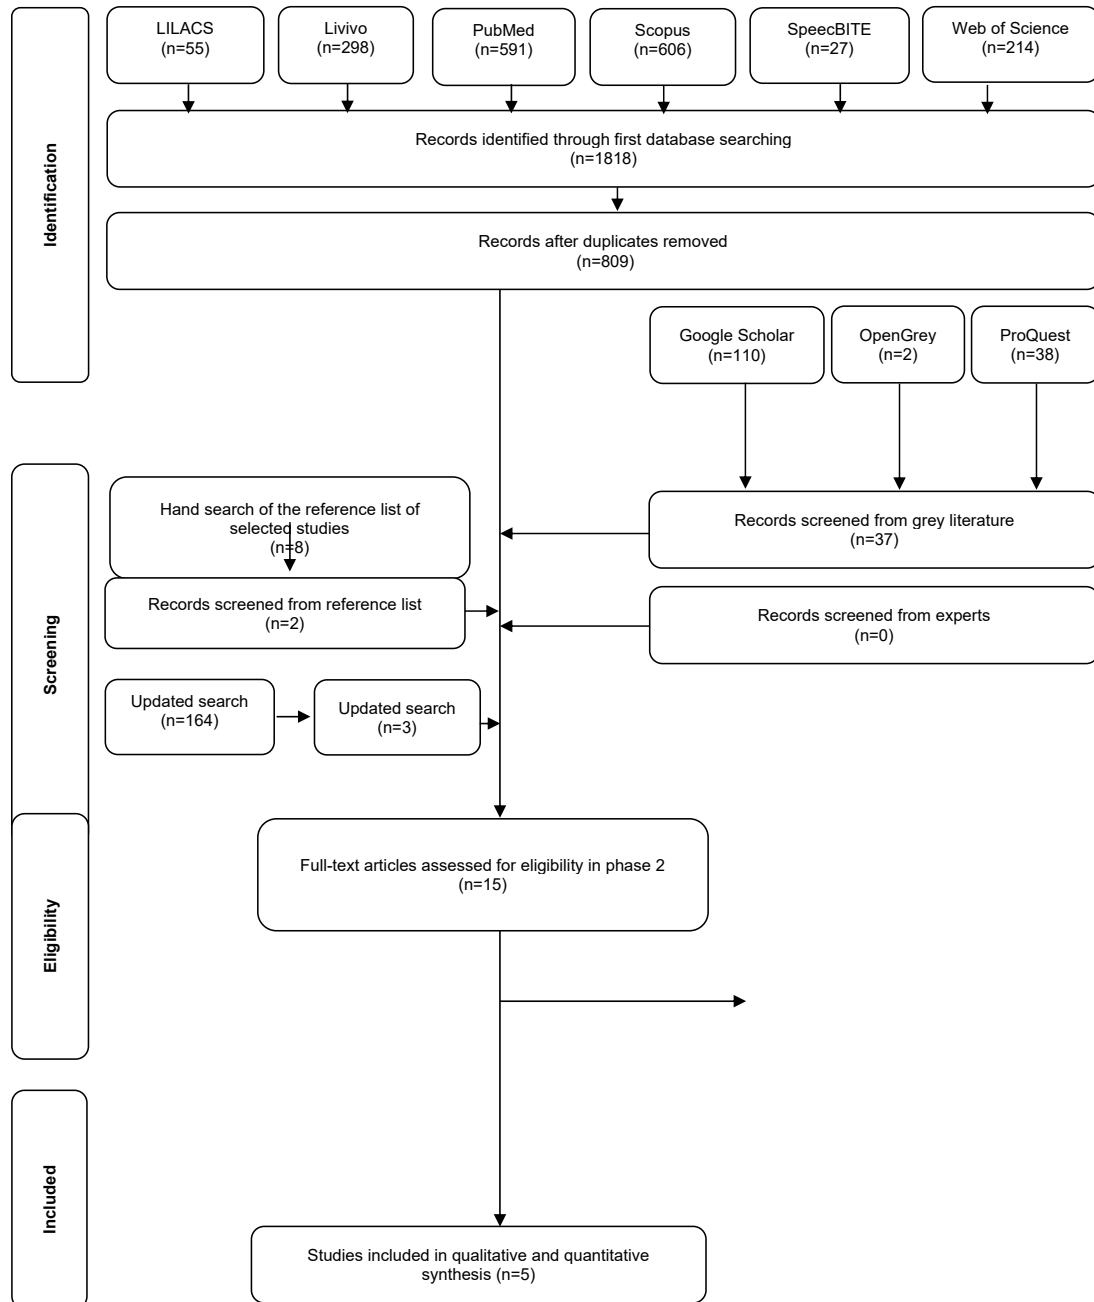 LILACS
(n=55)
Livivo
(n=298)
PubMed
(n=591)
Scopus
(n=606)
SpeecBITE
(n=27)
Web of Science
(n=214)
Identification
Records identified through first database searching
(n=1818)
Records after duplicates removed
(n=809)
Google Scholar
(n=110)
OpenGrey
(n=2)
ProQuest
(n=38)
Screening
Hand search of the reference list of
selected studies
(n=8)
Records screened from grey literature
(n=37)
Records screened from reference list
(n=2)
Records screened from experts
(n=0)
Updated search
(n=164)
Updated search
(n=3)
Eligibility
Full-text articles assessed for eligibility in phase 2
(n=15)
Included
Studies included in qualitative and quantitative
synthesis (n=5)